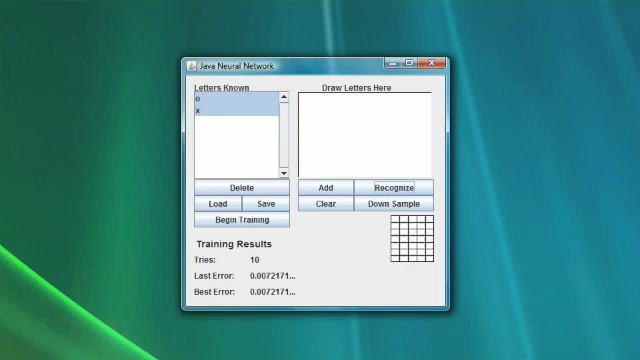 Java Neural Network
Letters Known
Draw Letters Here
o
x
Delete
Add
Recognize
Load
Save
Clear
Down Sample
Begin Training
Training Results
Tries: 10
Last Error: 0.0072171...
Best Error: 0.0072171...